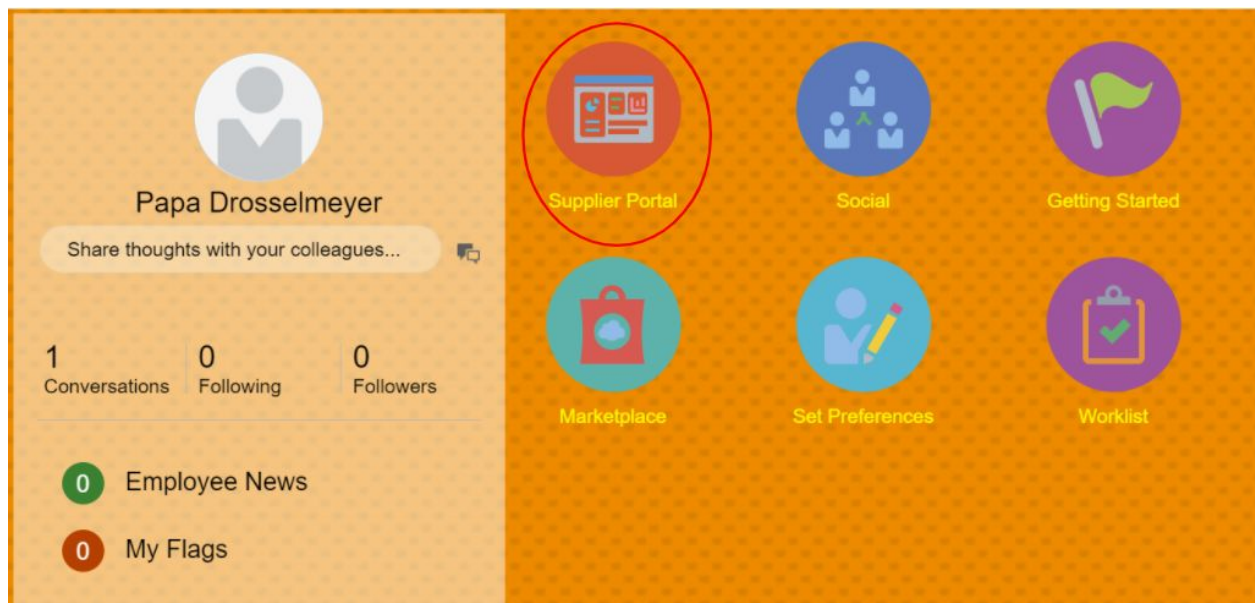 Papa Drosselmeyer
Share thoughts with your colleagues...
1
Conversations
0
Following
0
Followers
0 Employee News
0 My Flags
Supplier Portal
Social
Getting Started
Marketplace
Set Preferences
Worklist